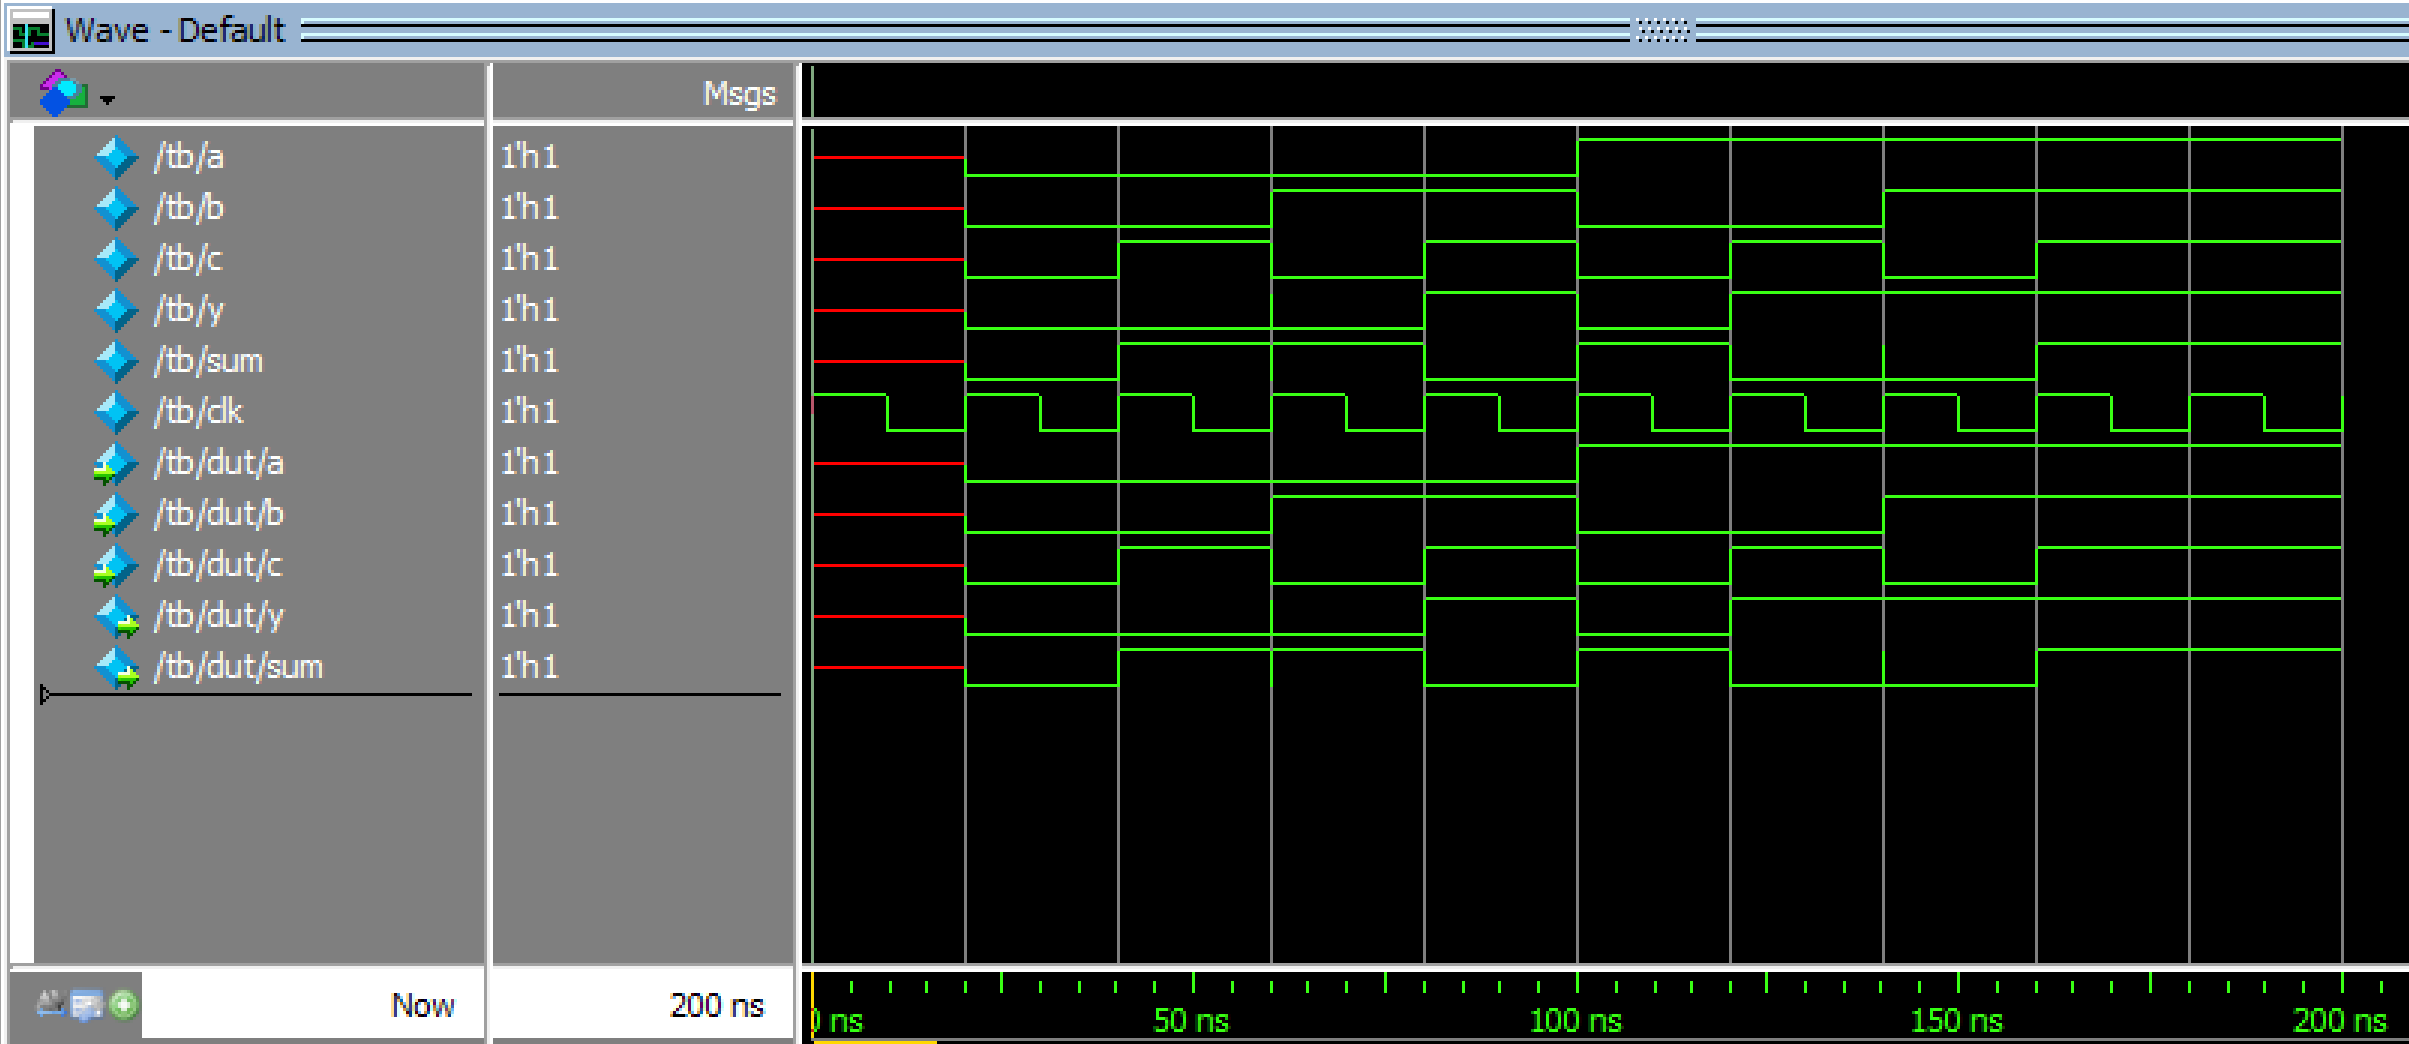 Wave - Default
Msgs
/tb/a 1'h1
/tb/b 1'h1
/tb/c 1'h1
/tb/y 1'h1
/tb/sum 1'h1
/tb/clk 1'h1
/tb/dut/a 1'h1
/tb/dut/b 1'h1
/tb/dut/c 1'h1
/tb/dut/y 1'h1
/tb/dut/sum 1'h1
Now 200 ns
0 ns 50 ns 100 ns 150 ns 200 ns